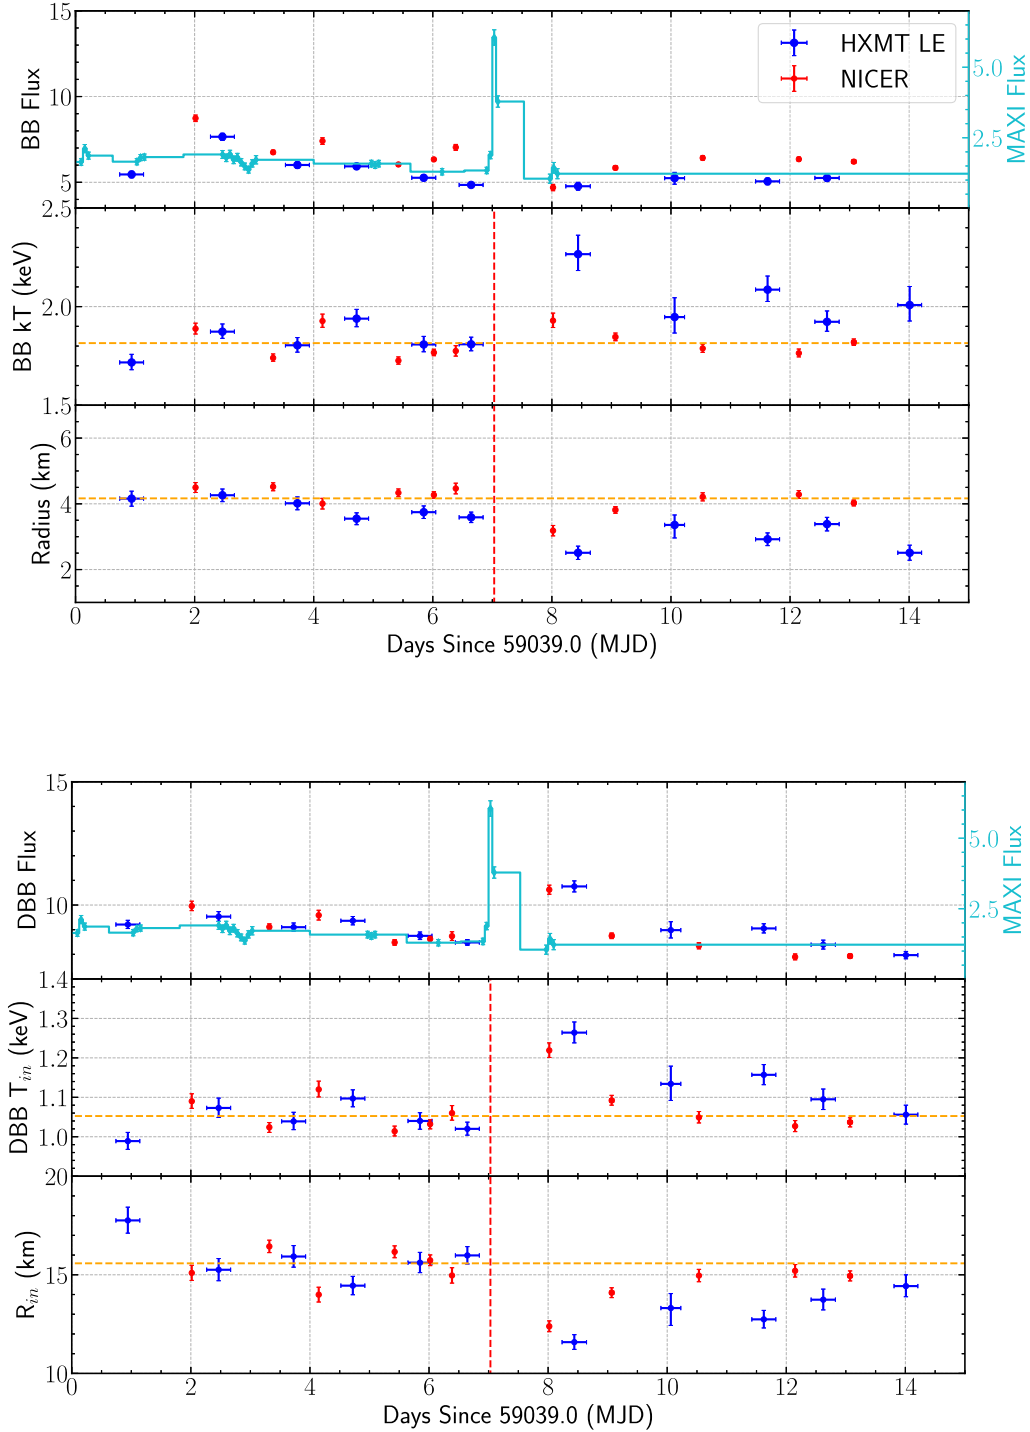 15
10
5
BB Flux
HXMT LE
NICER
5.0
2.5
MAXI Flux
2.5
2.0
1.5
BB kT (keV)
6
4
2
Radius (km)
0 2 4 6 8 10 12 14
Days Since 59039.0 (MJD)
15
10
DBB Flux
5.0
2.5
MAXI Flux
1.4
1.3
1.2
1.1
1.0
DBB T_in (keV)
20
15
10
R_in (km)
0 2 4 6 8 10 12 14
Days Since 59039.0 (MJD)